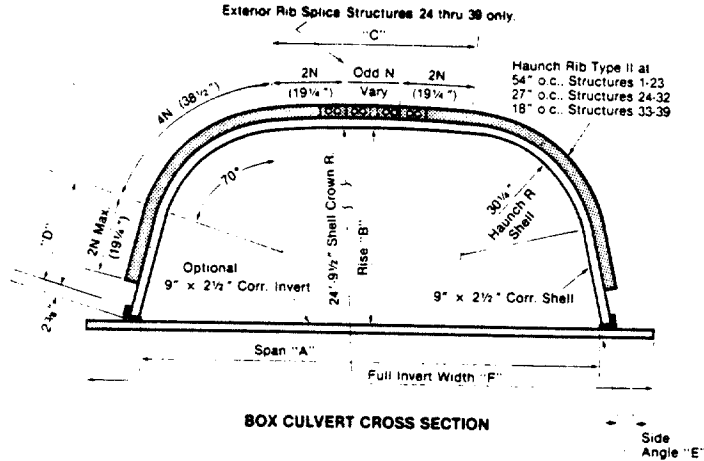 Exterior Rib Splice Structures 24 thru 39 only.
"C"
2N
(19¼")
Odd N
Vary
2N
(19¼")
Haunch Rib Type II at
54" o.c., Structures 1-23
27" o.c., Structures 24-32
18" o.c., Structures 33-39
4N (38½")
70°
"D"
2N Max.
(19¼")
2⅜"
24'-9½" Shell Crown R.
Rise "B"
30¼"
Haunch R
Shell
Optional
9" × 2½" Corr. Invert
9" × 2½" Corr. Shell
Span "A"
Full Invert Width "F"
BOX CULVERT CROSS SECTION
Side
Angle "E"